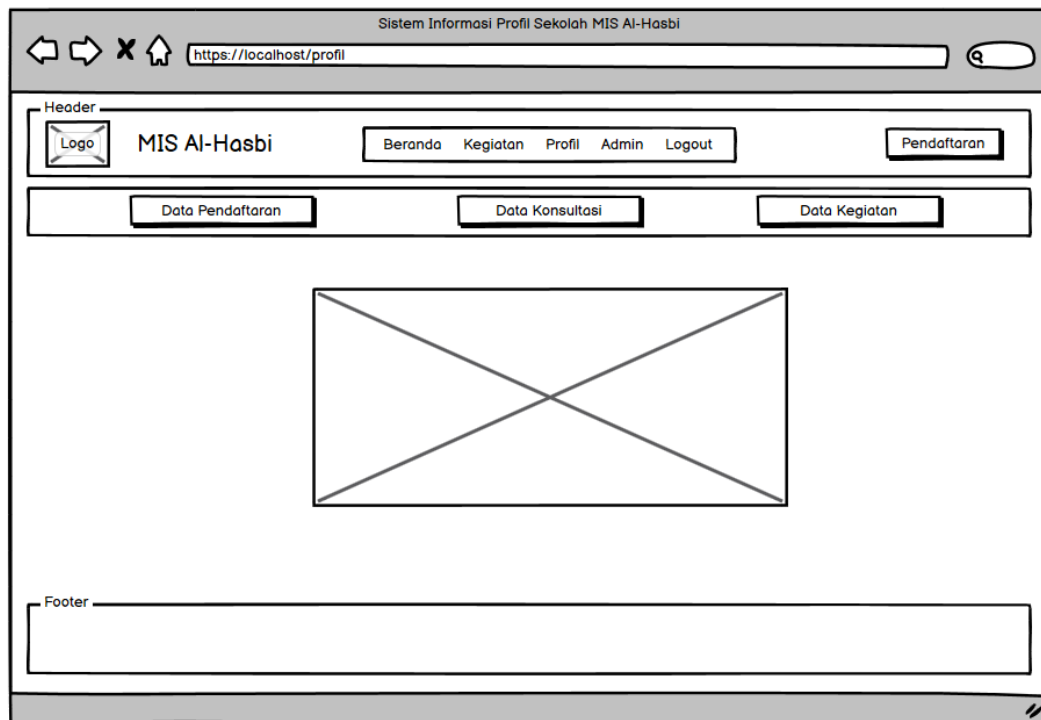 Sistem Informasi Profil Sekolah MIS Al-Hasbi
https://localhost/profil
Header
Logo
MIS Al-Hasbi
Beranda Kegiatan Profil Admin Logout
Pendaftaran
Data Pendaftaran
Data Konsultasi
Data Kegiatan
Footer